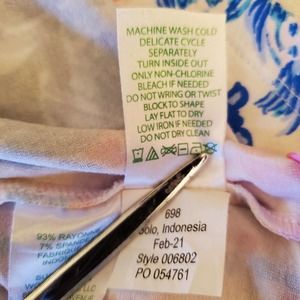 MACHINE WASH COLD
DELICATE CYCLE
SEPARATELY
TURN INSIDE OUT
ONLY NON-CHLORINE
BLEACH IF NEEDED
DO NOT WRING OR TWIST
BLOCK TO SHAPE
LAY FLAT TO DRY
LOW IRON IF NEEDED
DO NOT DRY CLEAN
698
Solo, Indonesia
Feb-21
Style 006802
PO 054761
93% RAYON
7% SPANDE
FABRIQUE